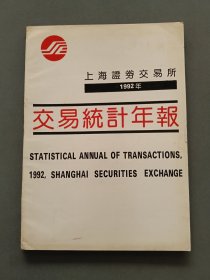 上海證券交易所
1992年
交易統計年報
STATISTICAL ANNUAL OF TRANSACTIONS,
1992, SHANGHAI SECURITIES EXCHANGE